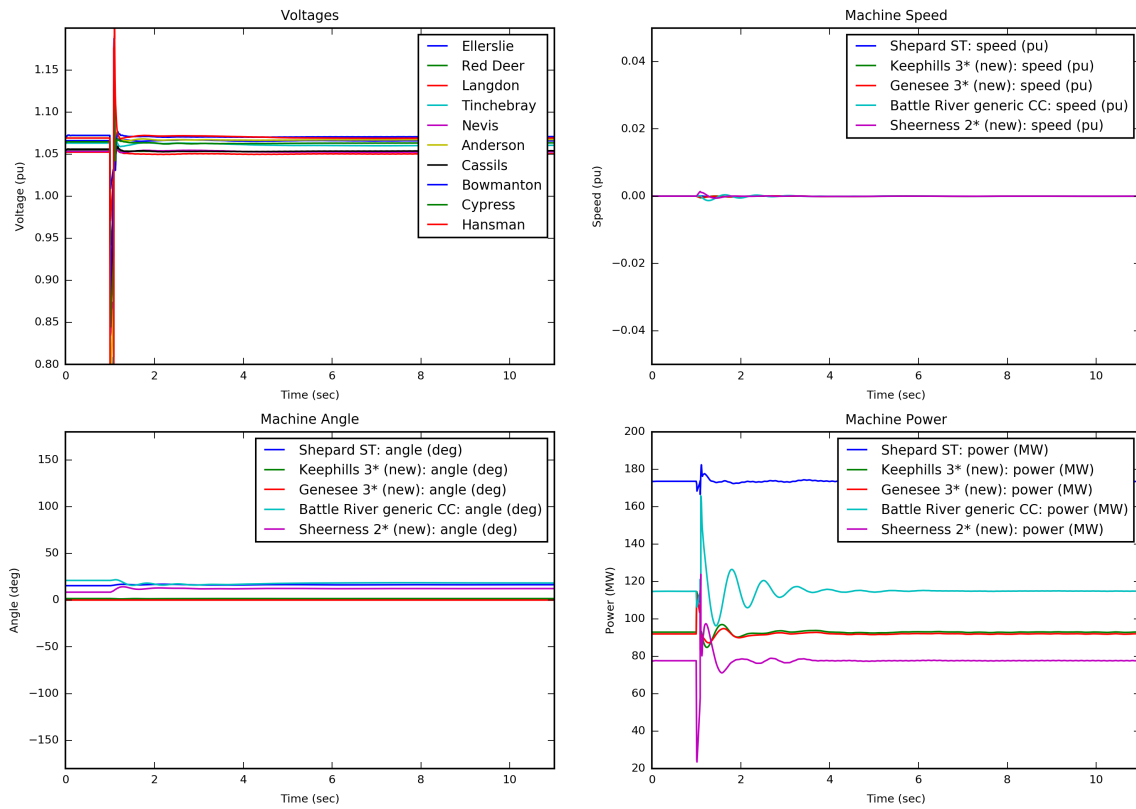 Voltages
1.15
1.10
1.05
1.00
0.95
0.90
0.85
0.80
Voltage (pu)
0 2 4 6 8 10
Time (sec)
Ellerslie
Red Deer
Langdon
Tinchebray
Nevis
Anderson
Cassils
Bowmanton
Cypress
Hansman
Machine Speed
0.04
0.02
0.00
−0.02
−0.04
Speed (pu)
0 2 4 6 8 10
Time (sec)
Shepard ST: speed (pu)
Keephills 3* (new): speed (pu)
Genesee 3* (new): speed (pu)
Battle River generic CC: speed (pu)
Sheerness 2* (new): speed (pu)
Machine Angle
150
100
50
0
−50
−100
−150
Angle (deg)
0 2 4 6 8 10
Time (sec)
Shepard ST: angle (deg)
Keephills 3* (new): angle (deg)
Genesee 3* (new): angle (deg)
Battle River generic CC: angle (deg)
Sheerness 2* (new): angle (deg)
Machine Power
200
180
160
140
120
100
80
60
40
20
Power (MW)
0 2 4 6 8 10
Time (sec)
Shepard ST: power (MW)
Keephills 3* (new): power (MW)
Genesee 3* (new): power (MW)
Battle River generic CC: power (MW)
Sheerness 2* (new): power (MW)